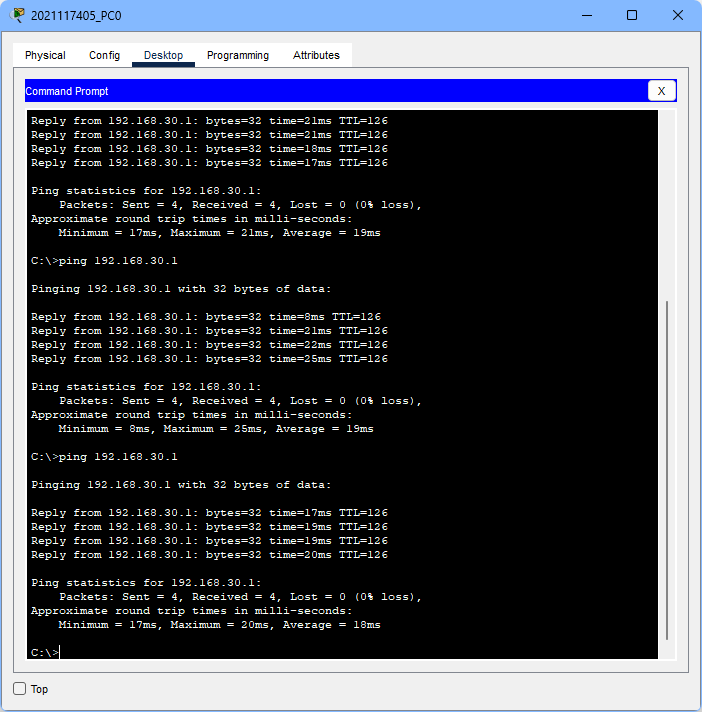 2021117405_PC0
Physical Config Desktop Programming Attributes
Command Prompt X
Reply from 192.168.30.1: bytes=32 time=21ms TTL=126
Reply from 192.168.30.1: bytes=32 time=21ms TTL=126
Reply from 192.168.30.1: bytes=32 time=18ms TTL=126
Reply from 192.168.30.1: bytes=32 time=17ms TTL=126
Ping statistics for 192.168.30.1:
Packets: Sent = 4, Received = 4, Lost = 0 (0% loss),
Approximate round trip times in milli-seconds:
Minimum = 17ms, Maximum = 21ms, Average = 19ms
C:\>ping 192.168.30.1
Pinging 192.168.30.1 with 32 bytes of data:
Reply from 192.168.30.1: bytes=32 time=8ms TTL=126
Reply from 192.168.30.1: bytes=32 time=21ms TTL=126
Reply from 192.168.30.1: bytes=32 time=22ms TTL=126
Reply from 192.168.30.1: bytes=32 time=25ms TTL=126
Ping statistics for 192.168.30.1:
Packets: Sent = 4, Received = 4, Lost = 0 (0% loss),
Approximate round trip times in milli-seconds:
Minimum = 8ms, Maximum = 25ms, Average = 19ms
C:\>ping 192.168.30.1
Pinging 192.168.30.1 with 32 bytes of data:
Reply from 192.168.30.1: bytes=32 time=17ms TTL=126
Reply from 192.168.30.1: bytes=32 time=19ms TTL=126
Reply from 192.168.30.1: bytes=32 time=19ms TTL=126
Reply from 192.168.30.1: bytes=32 time=20ms TTL=126
Ping statistics for 192.168.30.1:
Packets: Sent = 4, Received = 4, Lost = 0 (0% loss),
Approximate round trip times in milli-seconds:
Minimum = 17ms, Maximum = 20ms, Average = 18ms
C:\>
Top